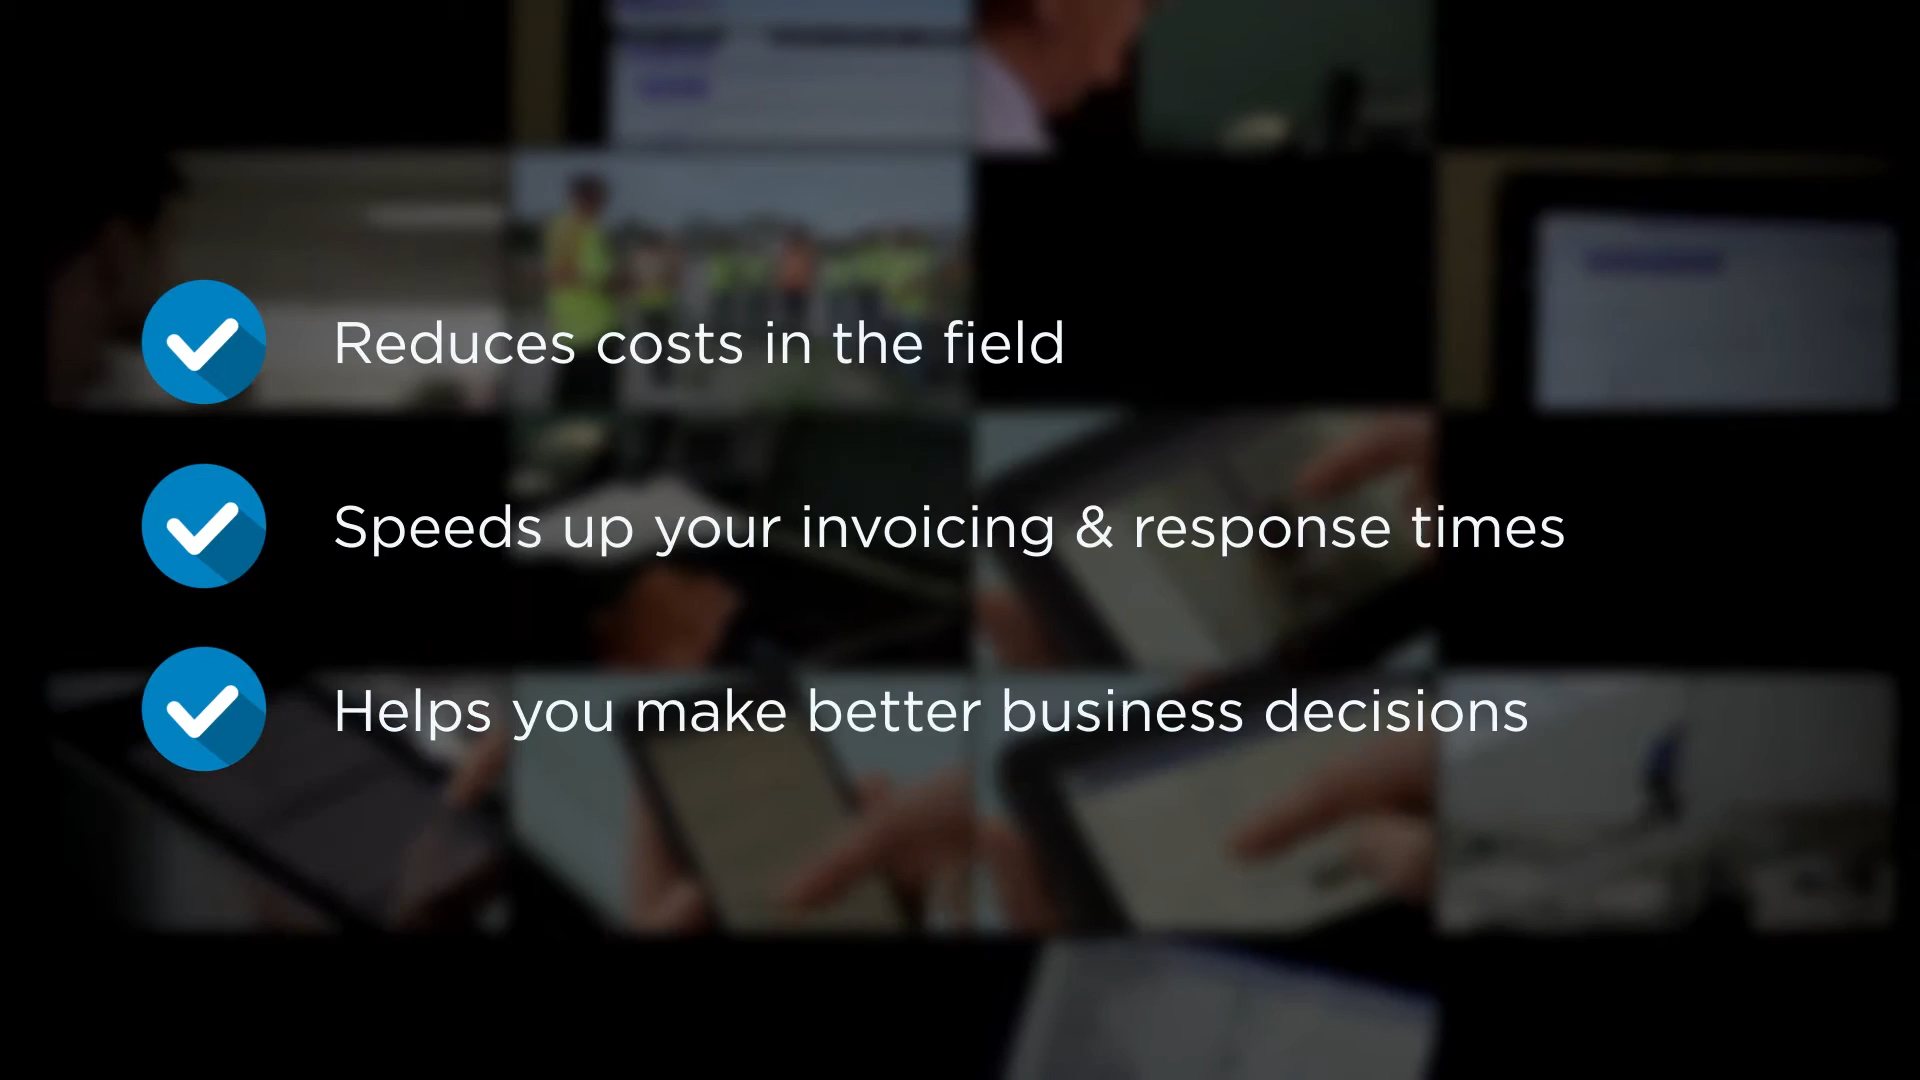 Reduces costs in the field
Speeds up your invoicing & response times
Helps you make better business decisions